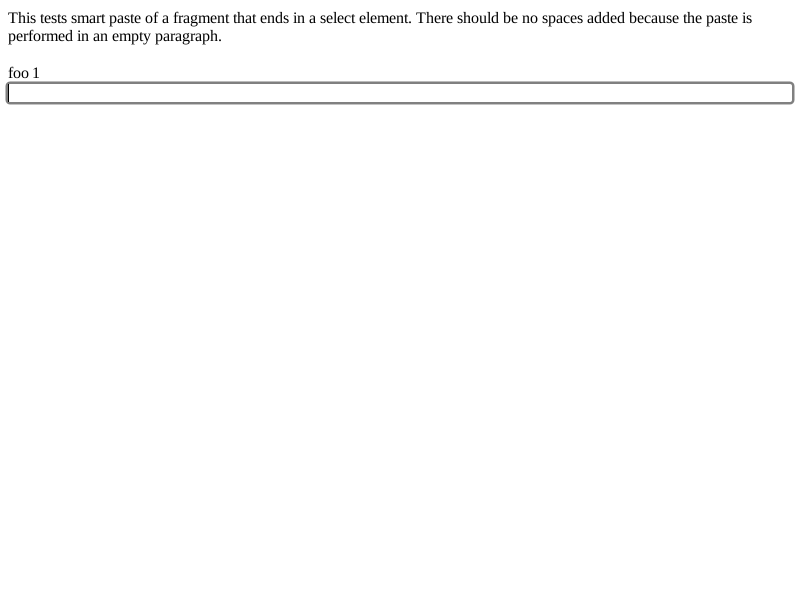 This tests smart paste of a fragment that ends in a select element. There should be no spaces added because the paste is
performed in an empty paragraph.
foo 1